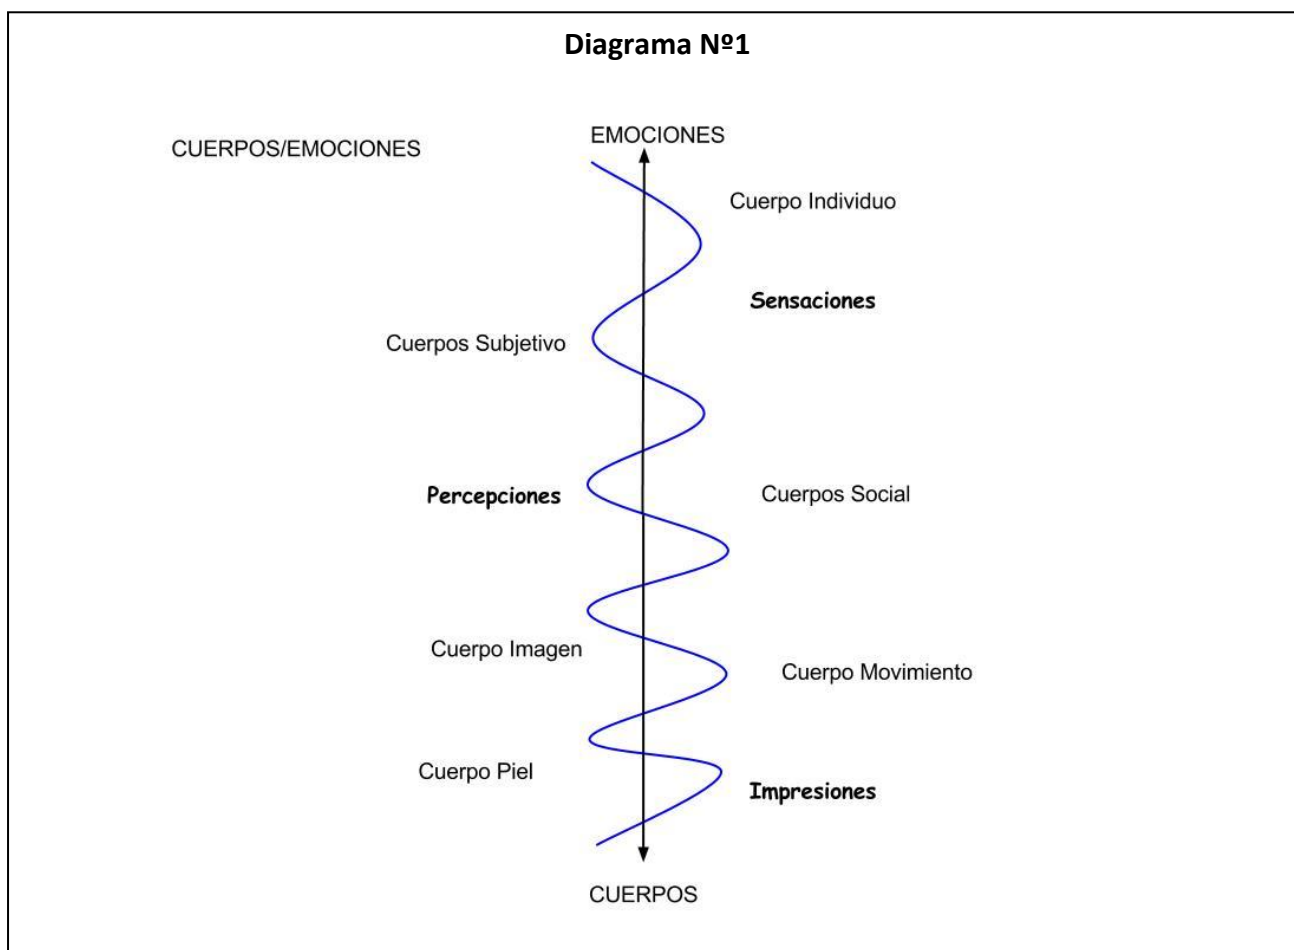 Diagrama Nº1
EMOCIONES
CUERPOS/EMOCIONES
Cuerpo Individuo
Sensaciones
Cuerpos Subjetivo
Percepciones
Cuerpos Social
Cuerpo Imagen
Cuerpo Movimiento
Cuerpo Piel
Impresiones
CUERPOS